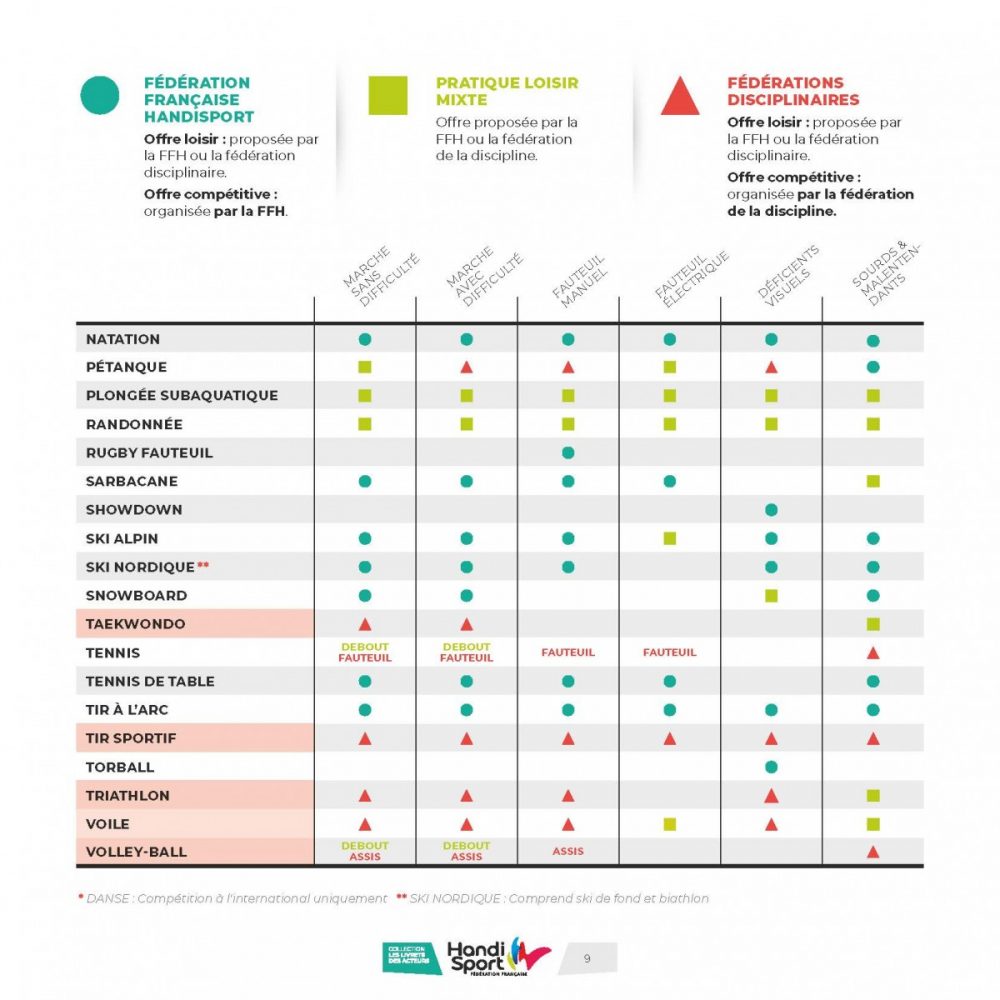 FÉDÉRATION
FRANÇAISE
HANDISPORT
Offre loisir : proposée par
la FFH ou la fédération
disciplinaire.
Offre compétitive :
organisée par la FFH.
PRATIQUE LOISIR
MIXTE
Offre proposée par la
FFH ou la fédération
de la discipline.
FÉDÉRATIONS
DISCIPLINAIRES
Offre loisir : proposée par
la FFH ou la fédération
disciplinaire.
Offre compétitive :
organisée par la fédération
de la discipline.
MARCHE
SANS
DIFFICULTÉ
MARCHE
AVEC
DIFFICULTÉ
FAUTEUIL
MANUEL
FAUTEUIL
ÉLECTRIQUE
DÉFICIENTS
VISUELS
SOURDS &
MALENTEN-
DANTS
NATATION
PÉTANQUE
PLONGÉE SUBAQUATIQUE
RANDONNÉE
RUGBY FAUTEUIL
SARBACANE
SHOWDOWN
SKI ALPIN
SKI NORDIQUE **
SNOWBOARD
TAEKWONDO
TENNIS
DEBOUT
FAUTEUIL
DEBOUT
FAUTEUIL
FAUTEUIL
FAUTEUIL
TENNIS DE TABLE
TIR À L'ARC
TIR SPORTIF
TORBALL
TRIATHLON
VOILE
VOLLEY-BALL
DEBOUT
ASSIS
DEBOUT
ASSIS
ASSIS
* DANSE : Compétition à l'international uniquement ** SKI NORDIQUE : Comprend ski de fond et biathlon
COLLECTION
LES LIVRETS
DES ACTEURS
Handi
Sport
FÉDÉRATION FRANÇAISE
9